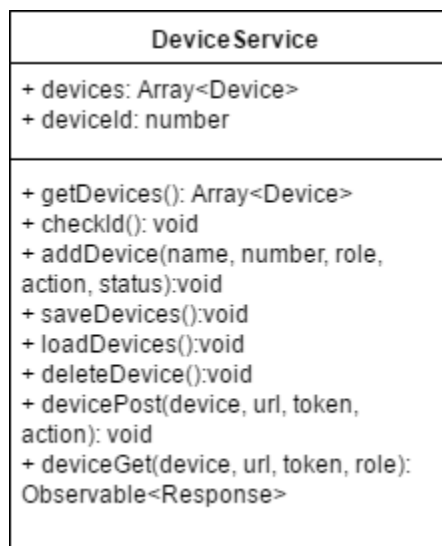 DeviceService
+ devices: Array<Device>
+ deviceId: number
+ getDevices(): Array<Device>
+ checkId(): void
+ addDevice(name, number, role,
action, status):void
+ saveDevices():void
+ loadDevices():void
+ deleteDevice():void
+ devicePost(device, url, token,
action): void
+ deviceGet(device, url, token, role):
Observable<Response>